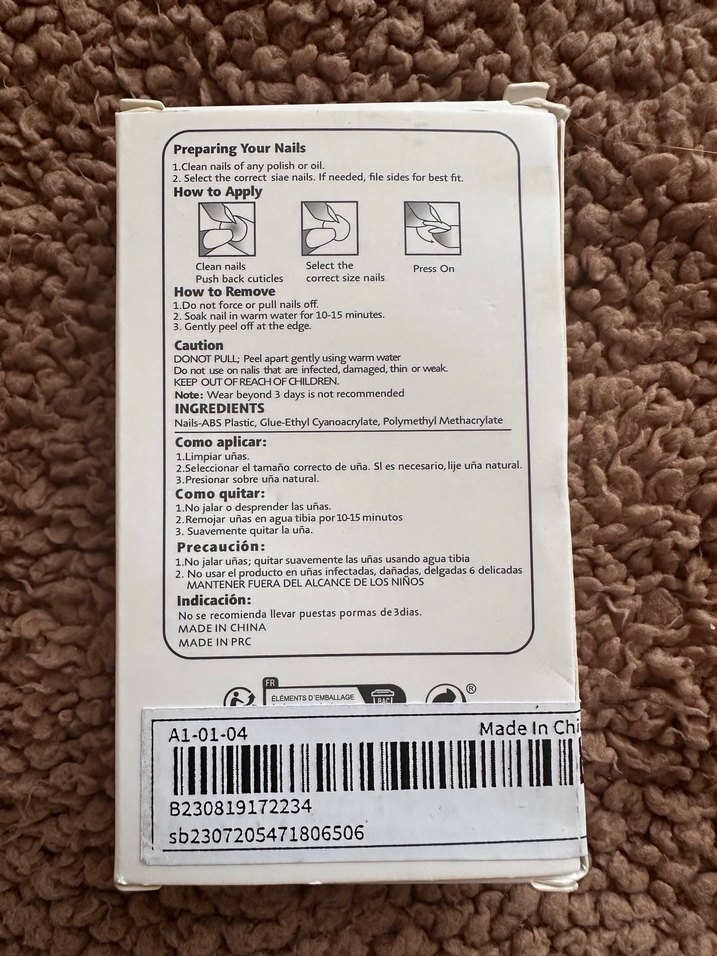 Preparing Your Nails
1.Clean nails of any polish or oil.
2. Select the correct siae nails. If needed, file sides for best fit.
How to Apply
Clean nails
Push back cuticles
Select the
correct size nails
Press On
How to Remove
1.Do not force or pull nails off.
2. Soak nail in warm water for 10-15 minutes.
3. Gently peel off at the edge.
Caution
DONOT PULL; Peel apart gently using warm water
Do not use on nalis that are infected, damaged, thin or weak.
KEEP OUT OF REACH OF CHILDREN.
Note: Wear beyond 3 days is not recommended
INGREDIENTS
Nails-ABS Plastic, Glue-Ethyl Cyanoacrylate, Polymethyl Methacrylate
Como aplicar:
1.Limpiar uñas.
2.Seleccionar el tamaño correcto de uña. Sl es necesario, lije uña natural.
3.Presionar sobre uña natural.
Como quitar:
1.No jalar o desprender las uñas.
2.Remojar uñas en agua tibia por 10-15 minutos
3. Suavemente quitar la uña.
Precaución:
1.No jalar uñas; quitar suavemente las uñas usando agua tibia
2. No usar el producto en uñas infectadas, dañadas, delgadas 6 delicadas
MANTENER FUERA DEL ALCANCE DE LOS NIÑOS
Indicación:
No se recomienda llevar puestas pormas de 3dias.
MADE IN CHINA
MADE IN PRC
FR
ÉLÉMENTS D'EMBALLAGE
BAC
®
A1-01-04
Made In Chi
B230819172234
sb2307205471806506